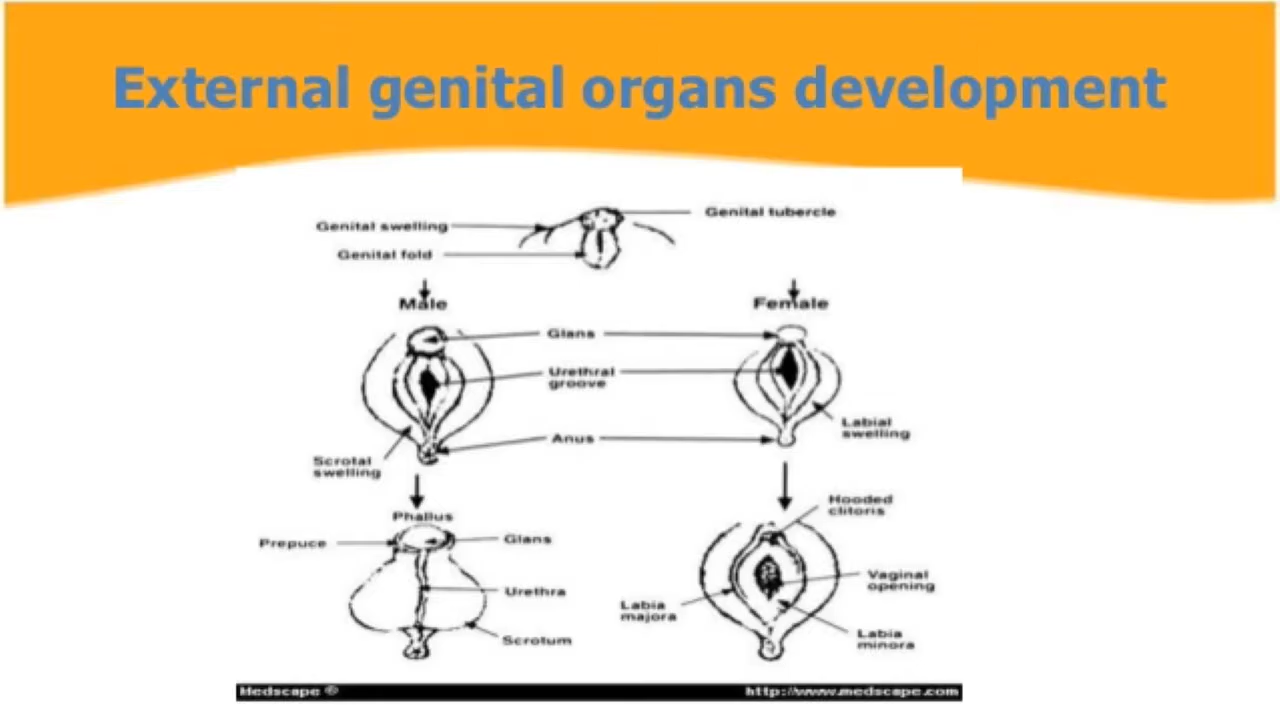 External genital organs development
Genital tubercle
Genital swelling
Genital fold
Male
Female
Glans
Urethral
groove
Labial
swelling
Anus
Scrotal
swelling
Hooded
clitoris
Phallus
Prepuce
Glans
Vaginal
opening
Urethra
Labia
majora
Scrotum
Labia
minora
Medscape ®
http://www.medscape.com